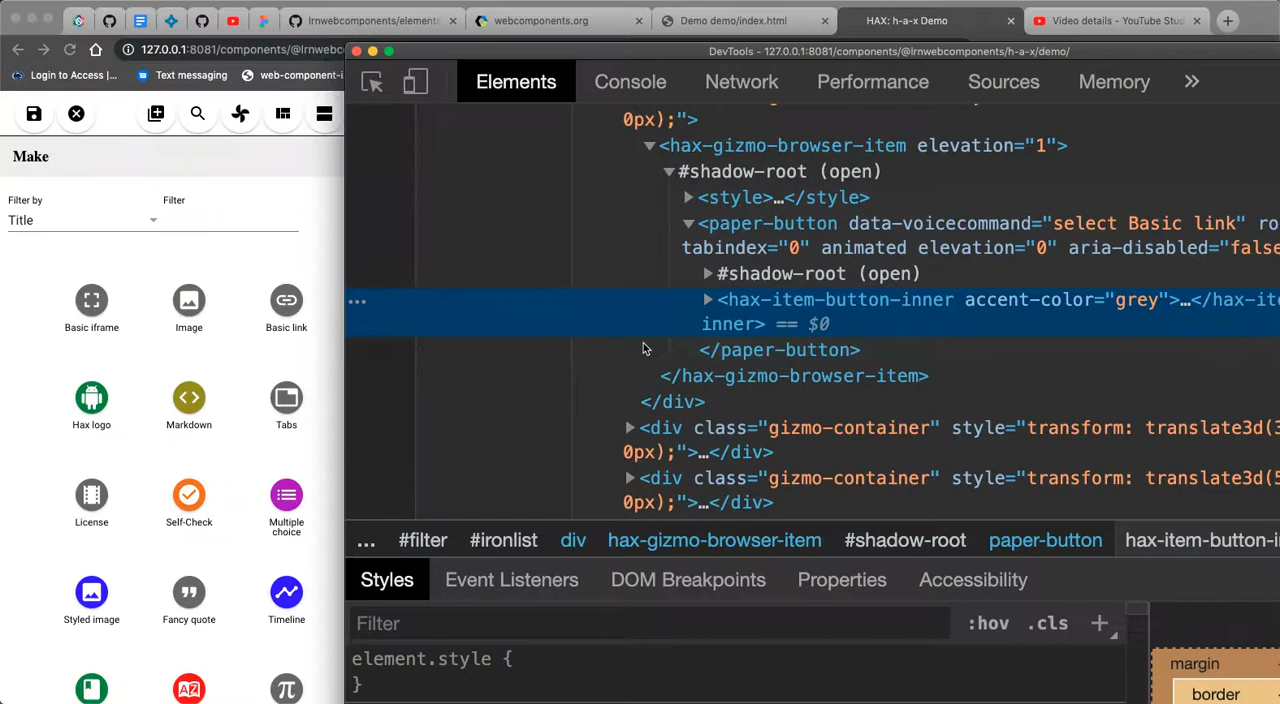 lrnwebcomponents/element
webcomponents.org
Demo demo/index.html
HAX: h-a-x Demo
Video details - YouTube Stud
127.0.0.1:8081/components/@lrnwebco
DevTools - 127.0.0.1:8081/components/@lrnwebcomponents/h-a-x/demo/
Login to Access |...
Text messaging
web-component-i
Elements
Console
Network
Performance
Sources
Memory
Make
Filter by
Filter
Title
Basic iframe
Image
Basic link
Hax logo
Markdown
Tabs
License
Self-Check
Multiple
choice
Styled image
Fancy quote
Timeline
0px);">
<hax-gizmo-browser-item elevation="1">
#shadow-root (open)
<style>…</style>
<paper-button data-voicecommand="select Basic link" ro
tabindex="0" animated elevation="0" aria-disabled="false
#shadow-root (open)
<hax-item-button-inner accent-color="grey">…</hax-ite
inner> == $0
</paper-button>
</hax-gizmo-browser-item>
</div>
<div class="gizmo-container" style="transform: translate3d(3
0px);">…</div>
<div class="gizmo-container" style="transform: translate3d(5
0px);">…</div>
... #filter #ironlist div hax-gizmo-browser-item #shadow-root paper-button hax-item-button-i
Styles
Event Listeners
DOM Breakpoints
Properties
Accessibility
Filter
:hov .cls +
element.style {
}
margin
border